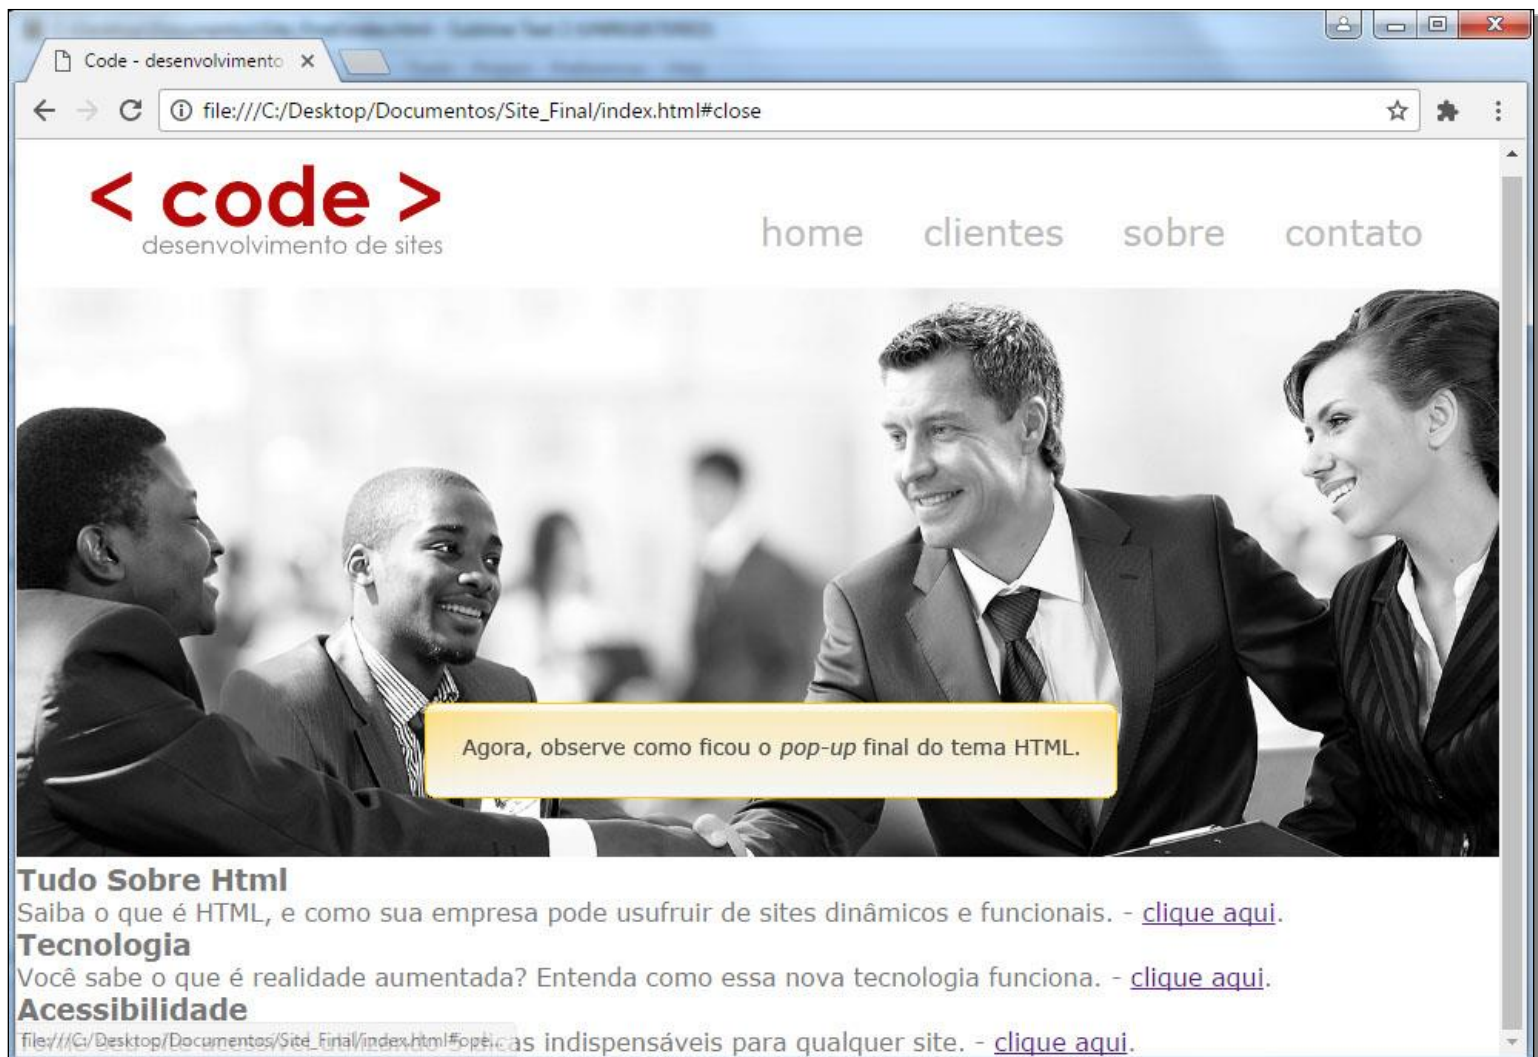 Code - desenvolvimento
file:///C:/Desktop/Documentos/Site_Final/index.html#close
< code >
desenvolvimento de sites
home clientes sobre contato
Agora, observe como ficou o pop-up final do tema HTML.
Tudo Sobre Html
Saiba o que é HTML, e como sua empresa pode usufruir de sites dinâmicos e funcionais. - clique aqui.
Tecnologia
Você sabe o que é realidade aumentada? Entenda como essa nova tecnologia funciona. - clique aqui.
Acessibilidade
file:///C:/Desktop/Documentos/Site_Final/index.html#ope...
indispensáveis para qualquer site. - clique aqui.